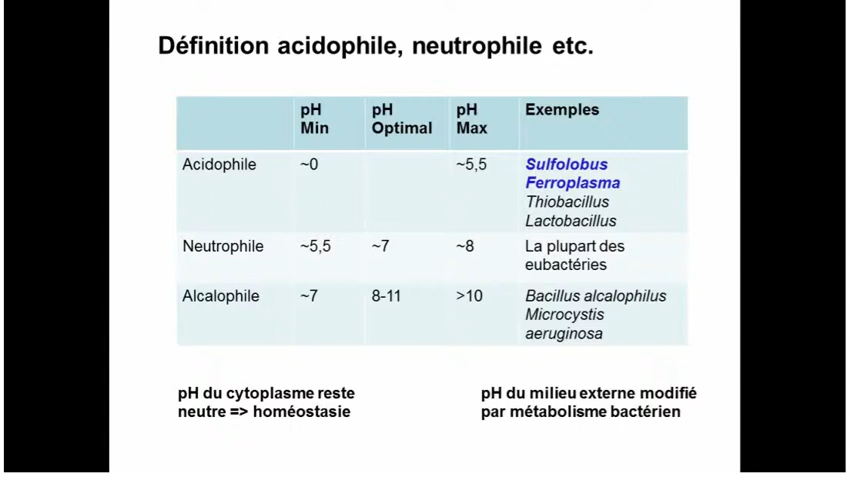 Définition acidophile, neutrophile etc.
pH Min pH Optimal pH Max Exemples
Acidophile ~0 ~5,5 Sulfolobus
Ferroplasma
Thiobacillus
Lactobacillus
Neutrophile ~5,5 ~7 ~8 La plupart des
eubactéries
Alcalophile ~7 8-11 >10 Bacillus alcalophilus
Microcystis
aeruginosa
pH du cytoplasme reste
neutre => homéostasie
pH du milieu externe modifié
par métabolisme bactérien